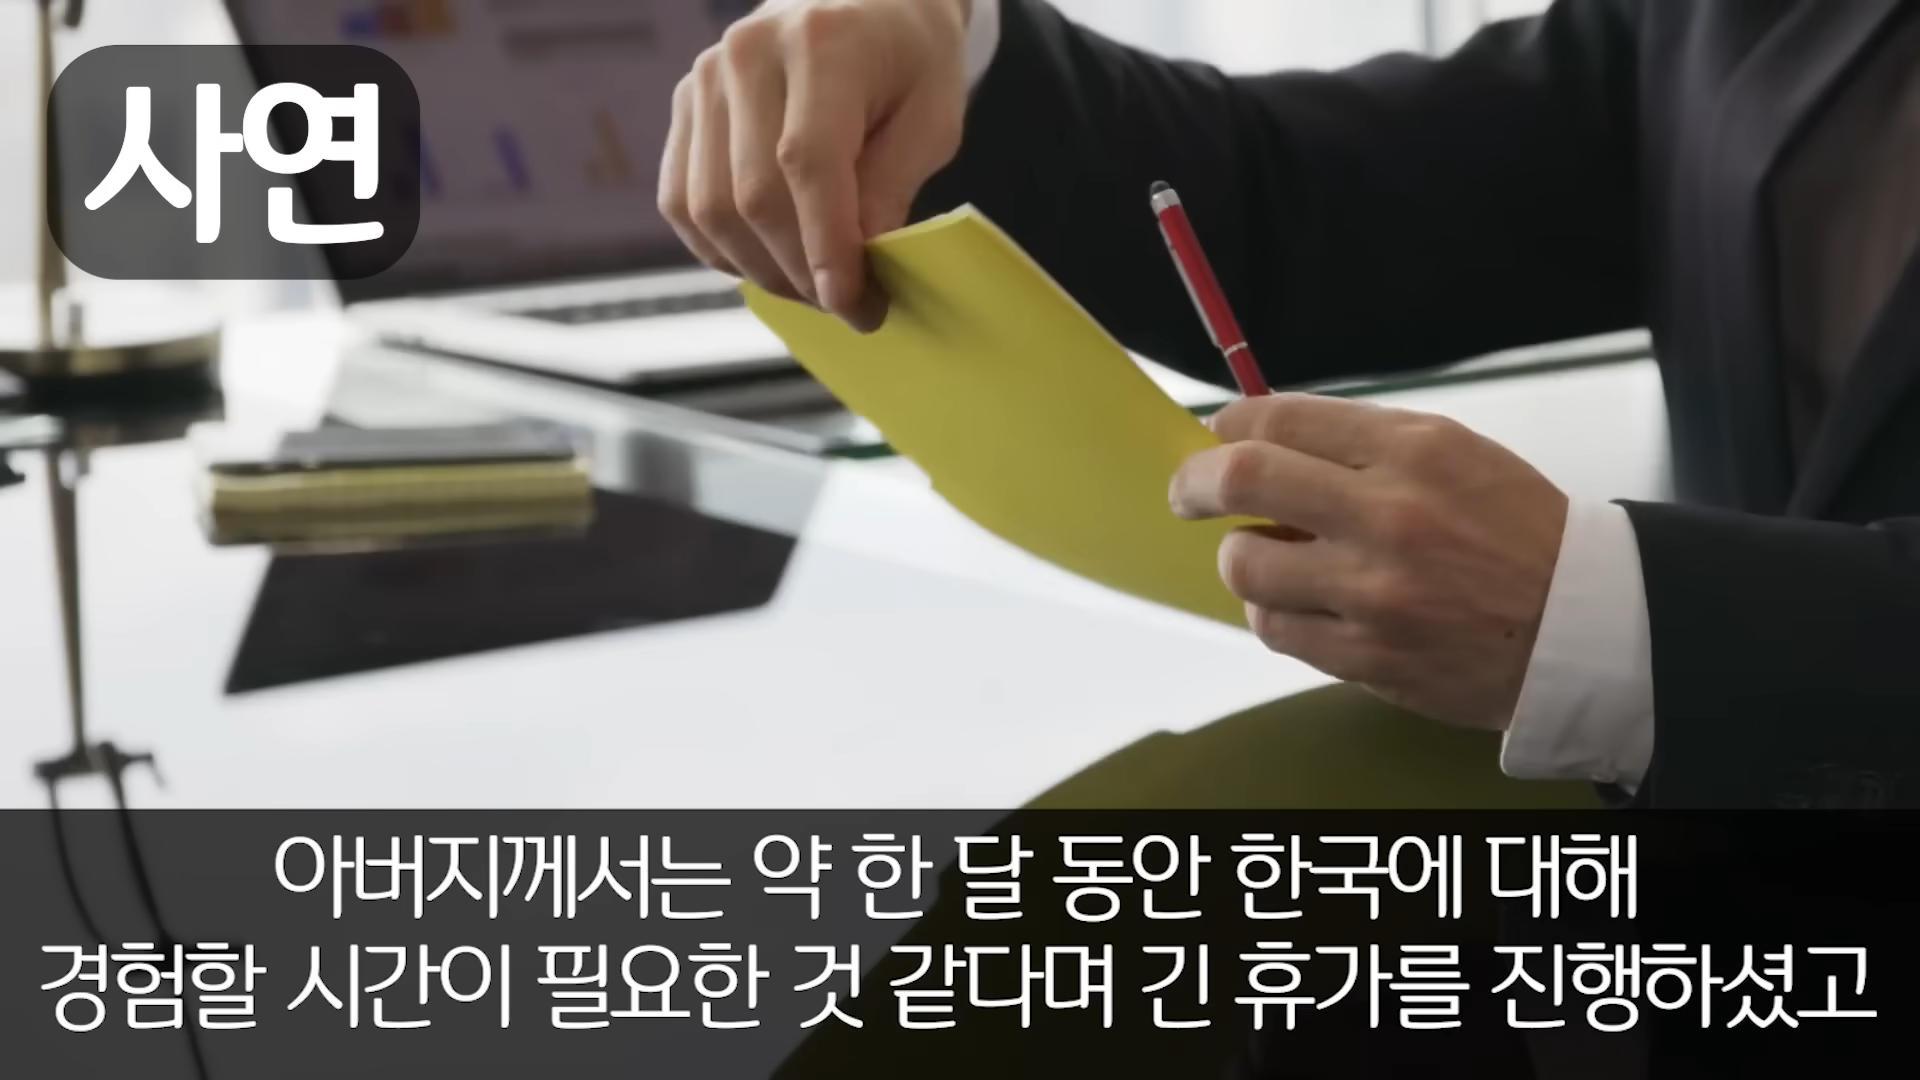 사연
아버지께서는 약 한 달 동안 한국에 대해
경험할 시간이 필요한 것 같다며 긴 휴가를 진행하셨고